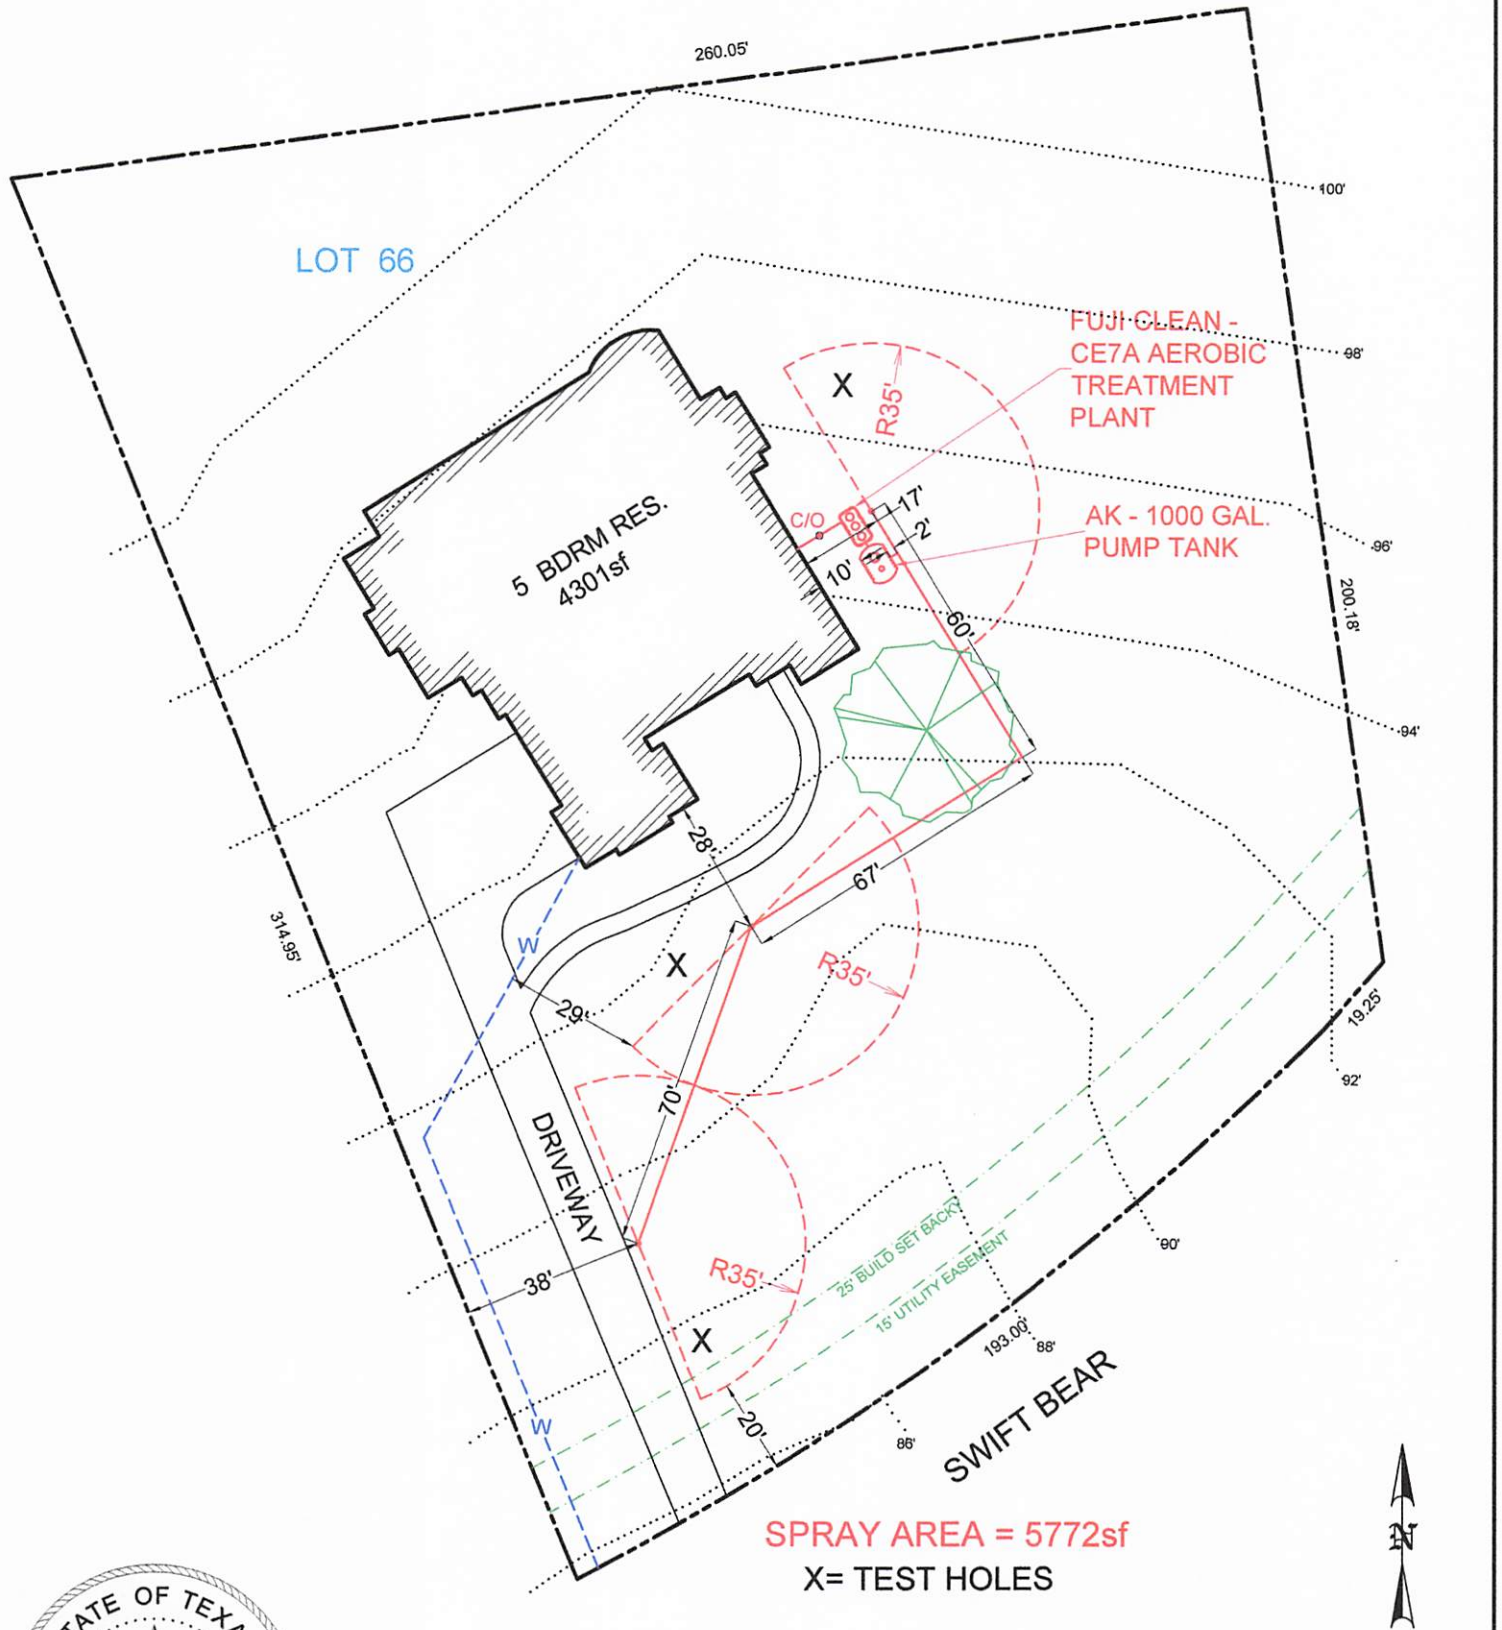 260.05'
100'
LOT 66
FUJI CLEAN -
CE7A AEROBIC
TREATMENT
PLANT
98'
X
R35'
5 BDRM RES.
4301sf
C/O
17'
2'
10'
AK - 1000 GAL.
PUMP TANK
96'
60'
200.18'
94'
28'
67'
314.95'
W
X
R35'
29'
19.25'
92'
70'
DRIVEWAY
38'
R35'
25' BUILD SET BACK
15' UTILITY EASEMENT
90'
X
193.00'
88'
W
20'
86'
SWIFT BEAR
SPRAY AREA = 5772sf
X= TEST HOLES
N